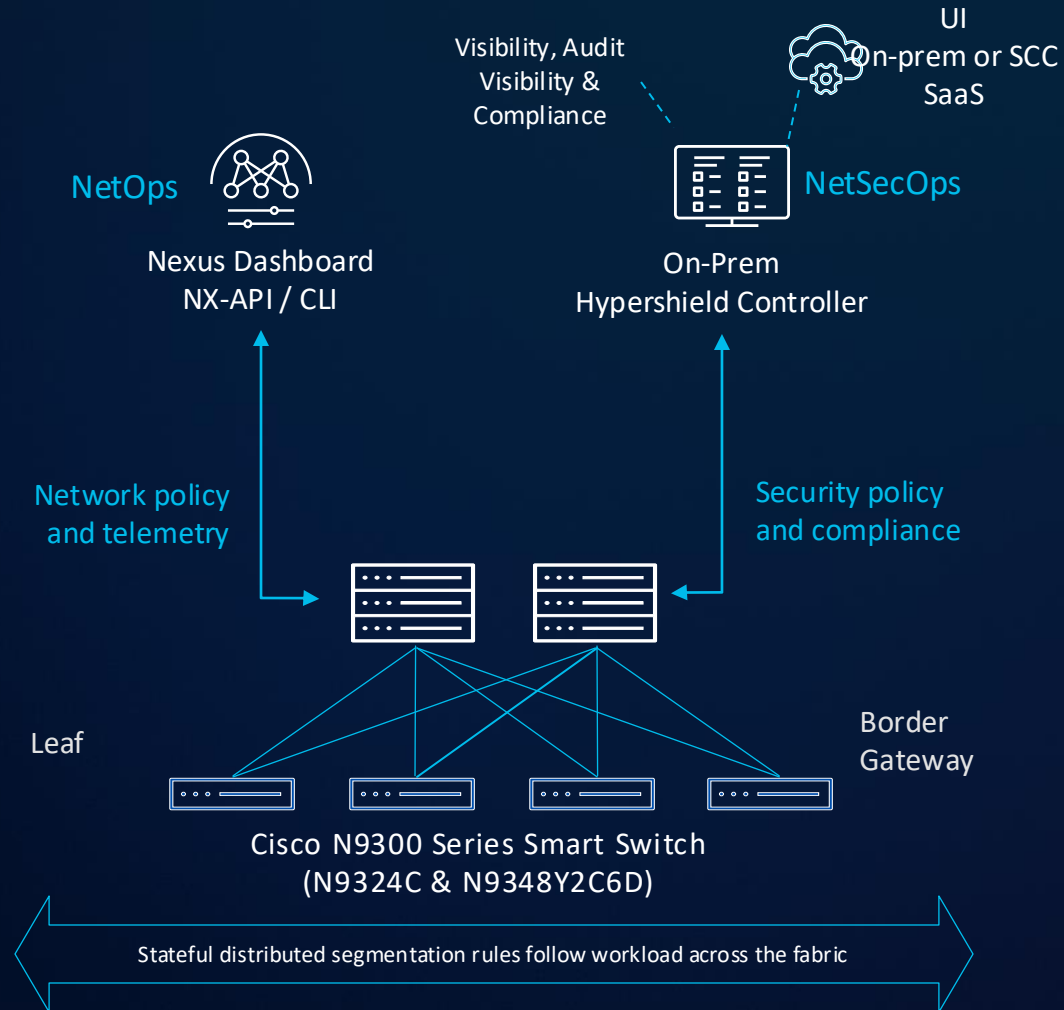 UI
On-prem or SCC
SaaS
Visibility, Audit
Visibility &
Compliance
NetOps
NetSecOps
Nexus Dashboard
NX-API / CLI
On-Prem
Hypershield Controller
Network policy
and telemetry
Security policy
and compliance
Leaf
Border
Gateway
Cisco N9300 Series Smart Switch
(N9324C & N9348Y2C6D)
Stateful distributed segmentation rules follow workload across the fabric